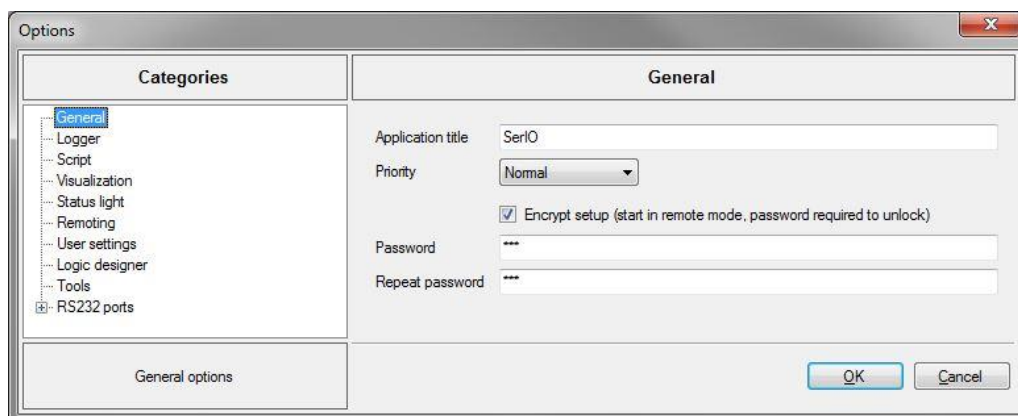 Options
Categories
General
Logger
Script
Visualization
Status light
Remoting
User settings
Logic designer
Tools
RS232 ports
General options
General
Application title SerIO
Priority Normal
Encrypt setup (start in remote mode, password required to unlock)
Password ***
Repeat password ***
OK Cancel